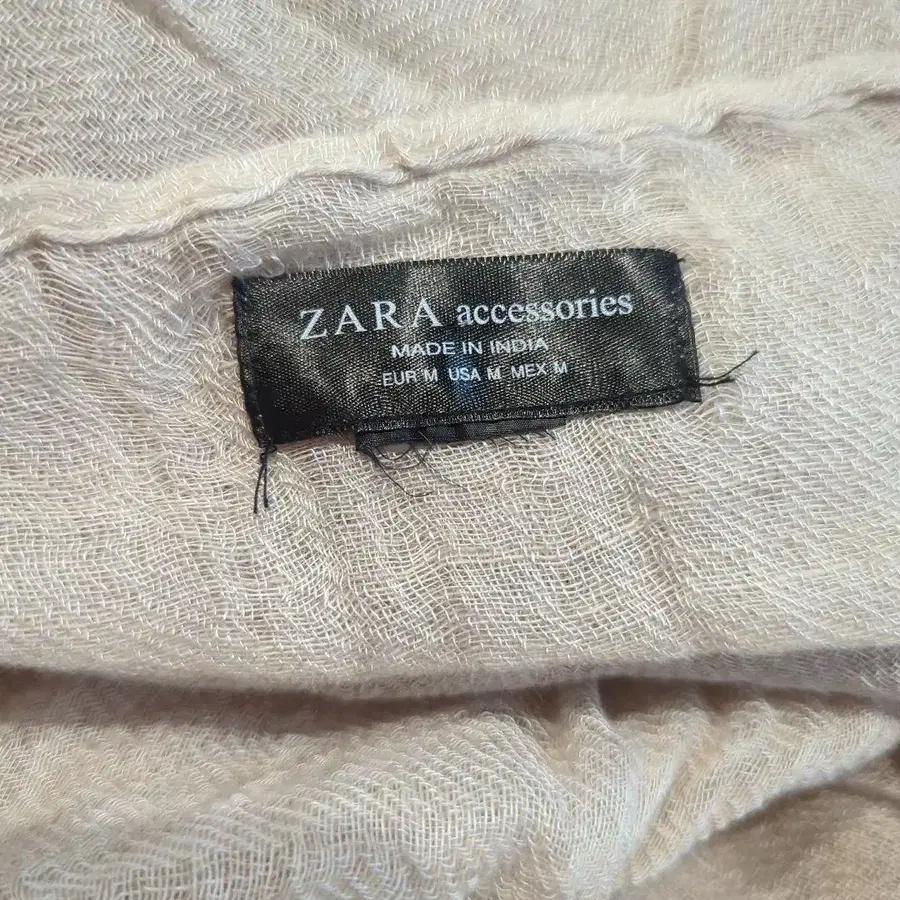 ZARA accessories
MADE IN INDIA
EUR M USA M MEX M